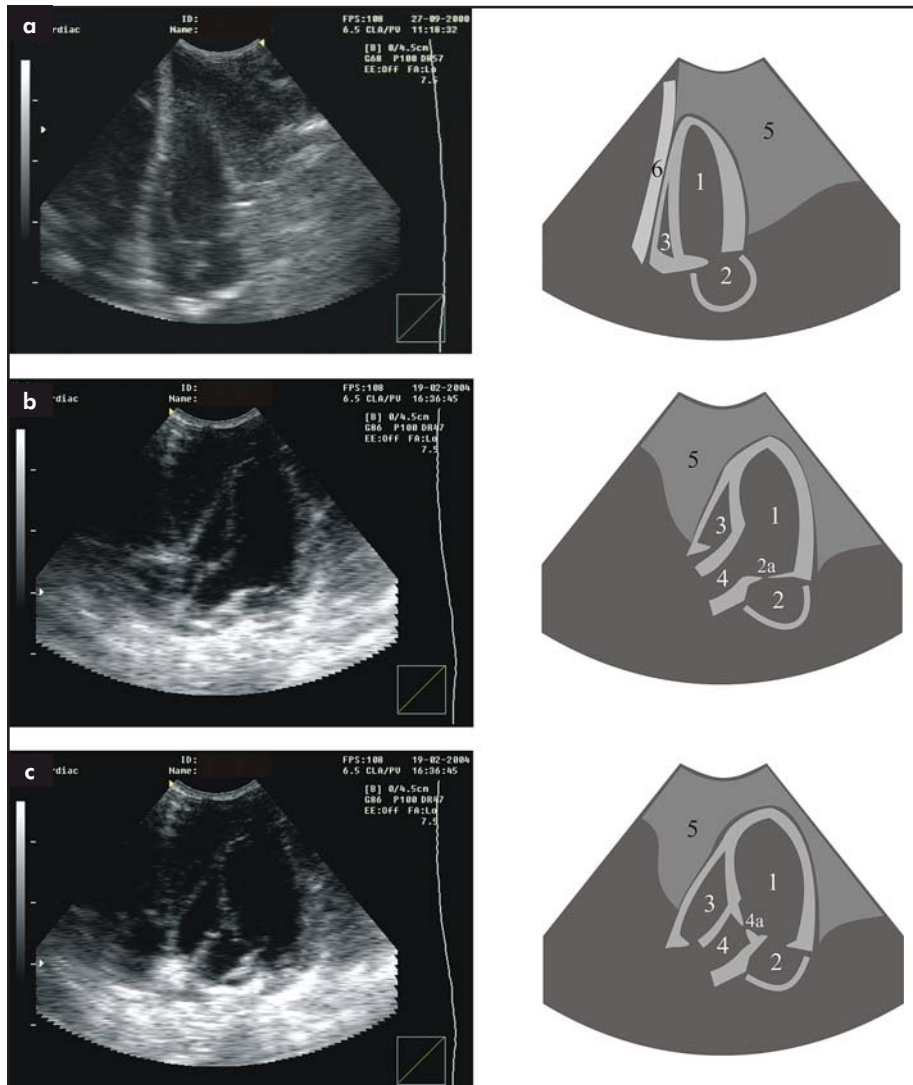 a
ID:
FPS:108 27-09-2000
rdiac Name: 6.5 CLA/PV 11:18:32
[B] 0/4.5cm
G68 P100 DR57
EE:Off FA:Lo
7.5
6
1
5
3
2
b
ID:
FPS:108 19-02-2004
rdiac Name: 6.5 CLA/PV 16:36:45
[B] 0/4.5cm
G86 P100 DR47
EE:Off FA:Lo
7.5
5
1
3
2a
4
2
c
ID:
FPS:108 19-02-2004
rdiac Name: 6.5 CLA/PV 16:36:45
[B] 0/4.5cm
G86 P100 DR47
EE:Off FA:Lo
7.5
5
1
3
4a
4
2